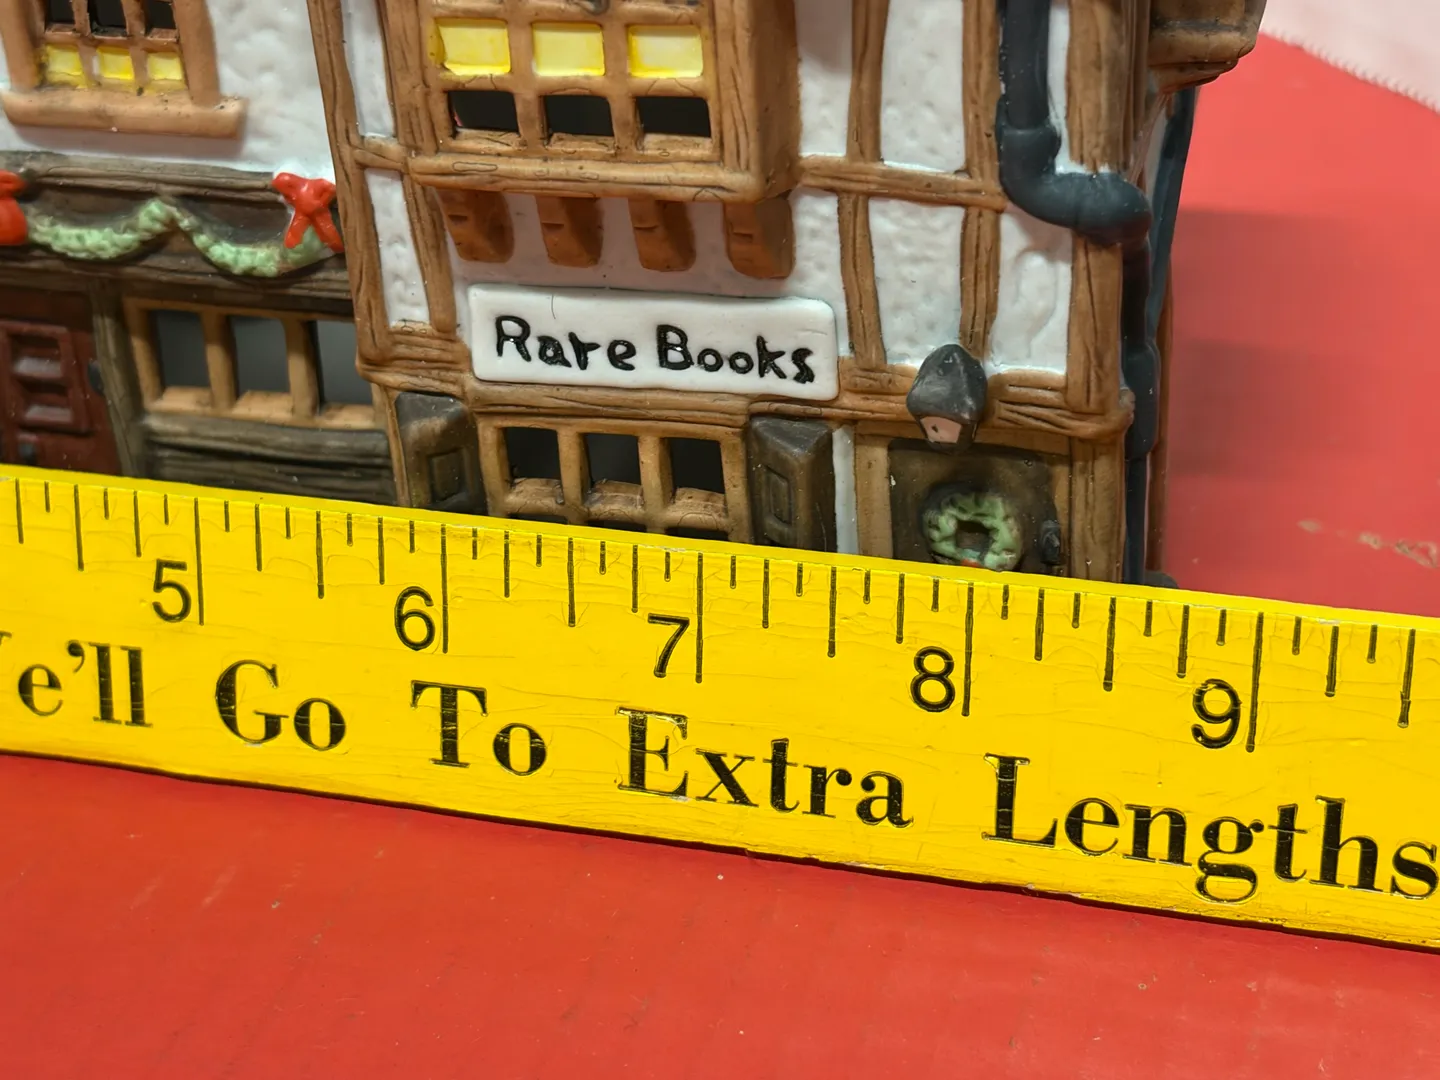 Rare Books
5 6 7 8 9
e'll Go To Extra Lengths